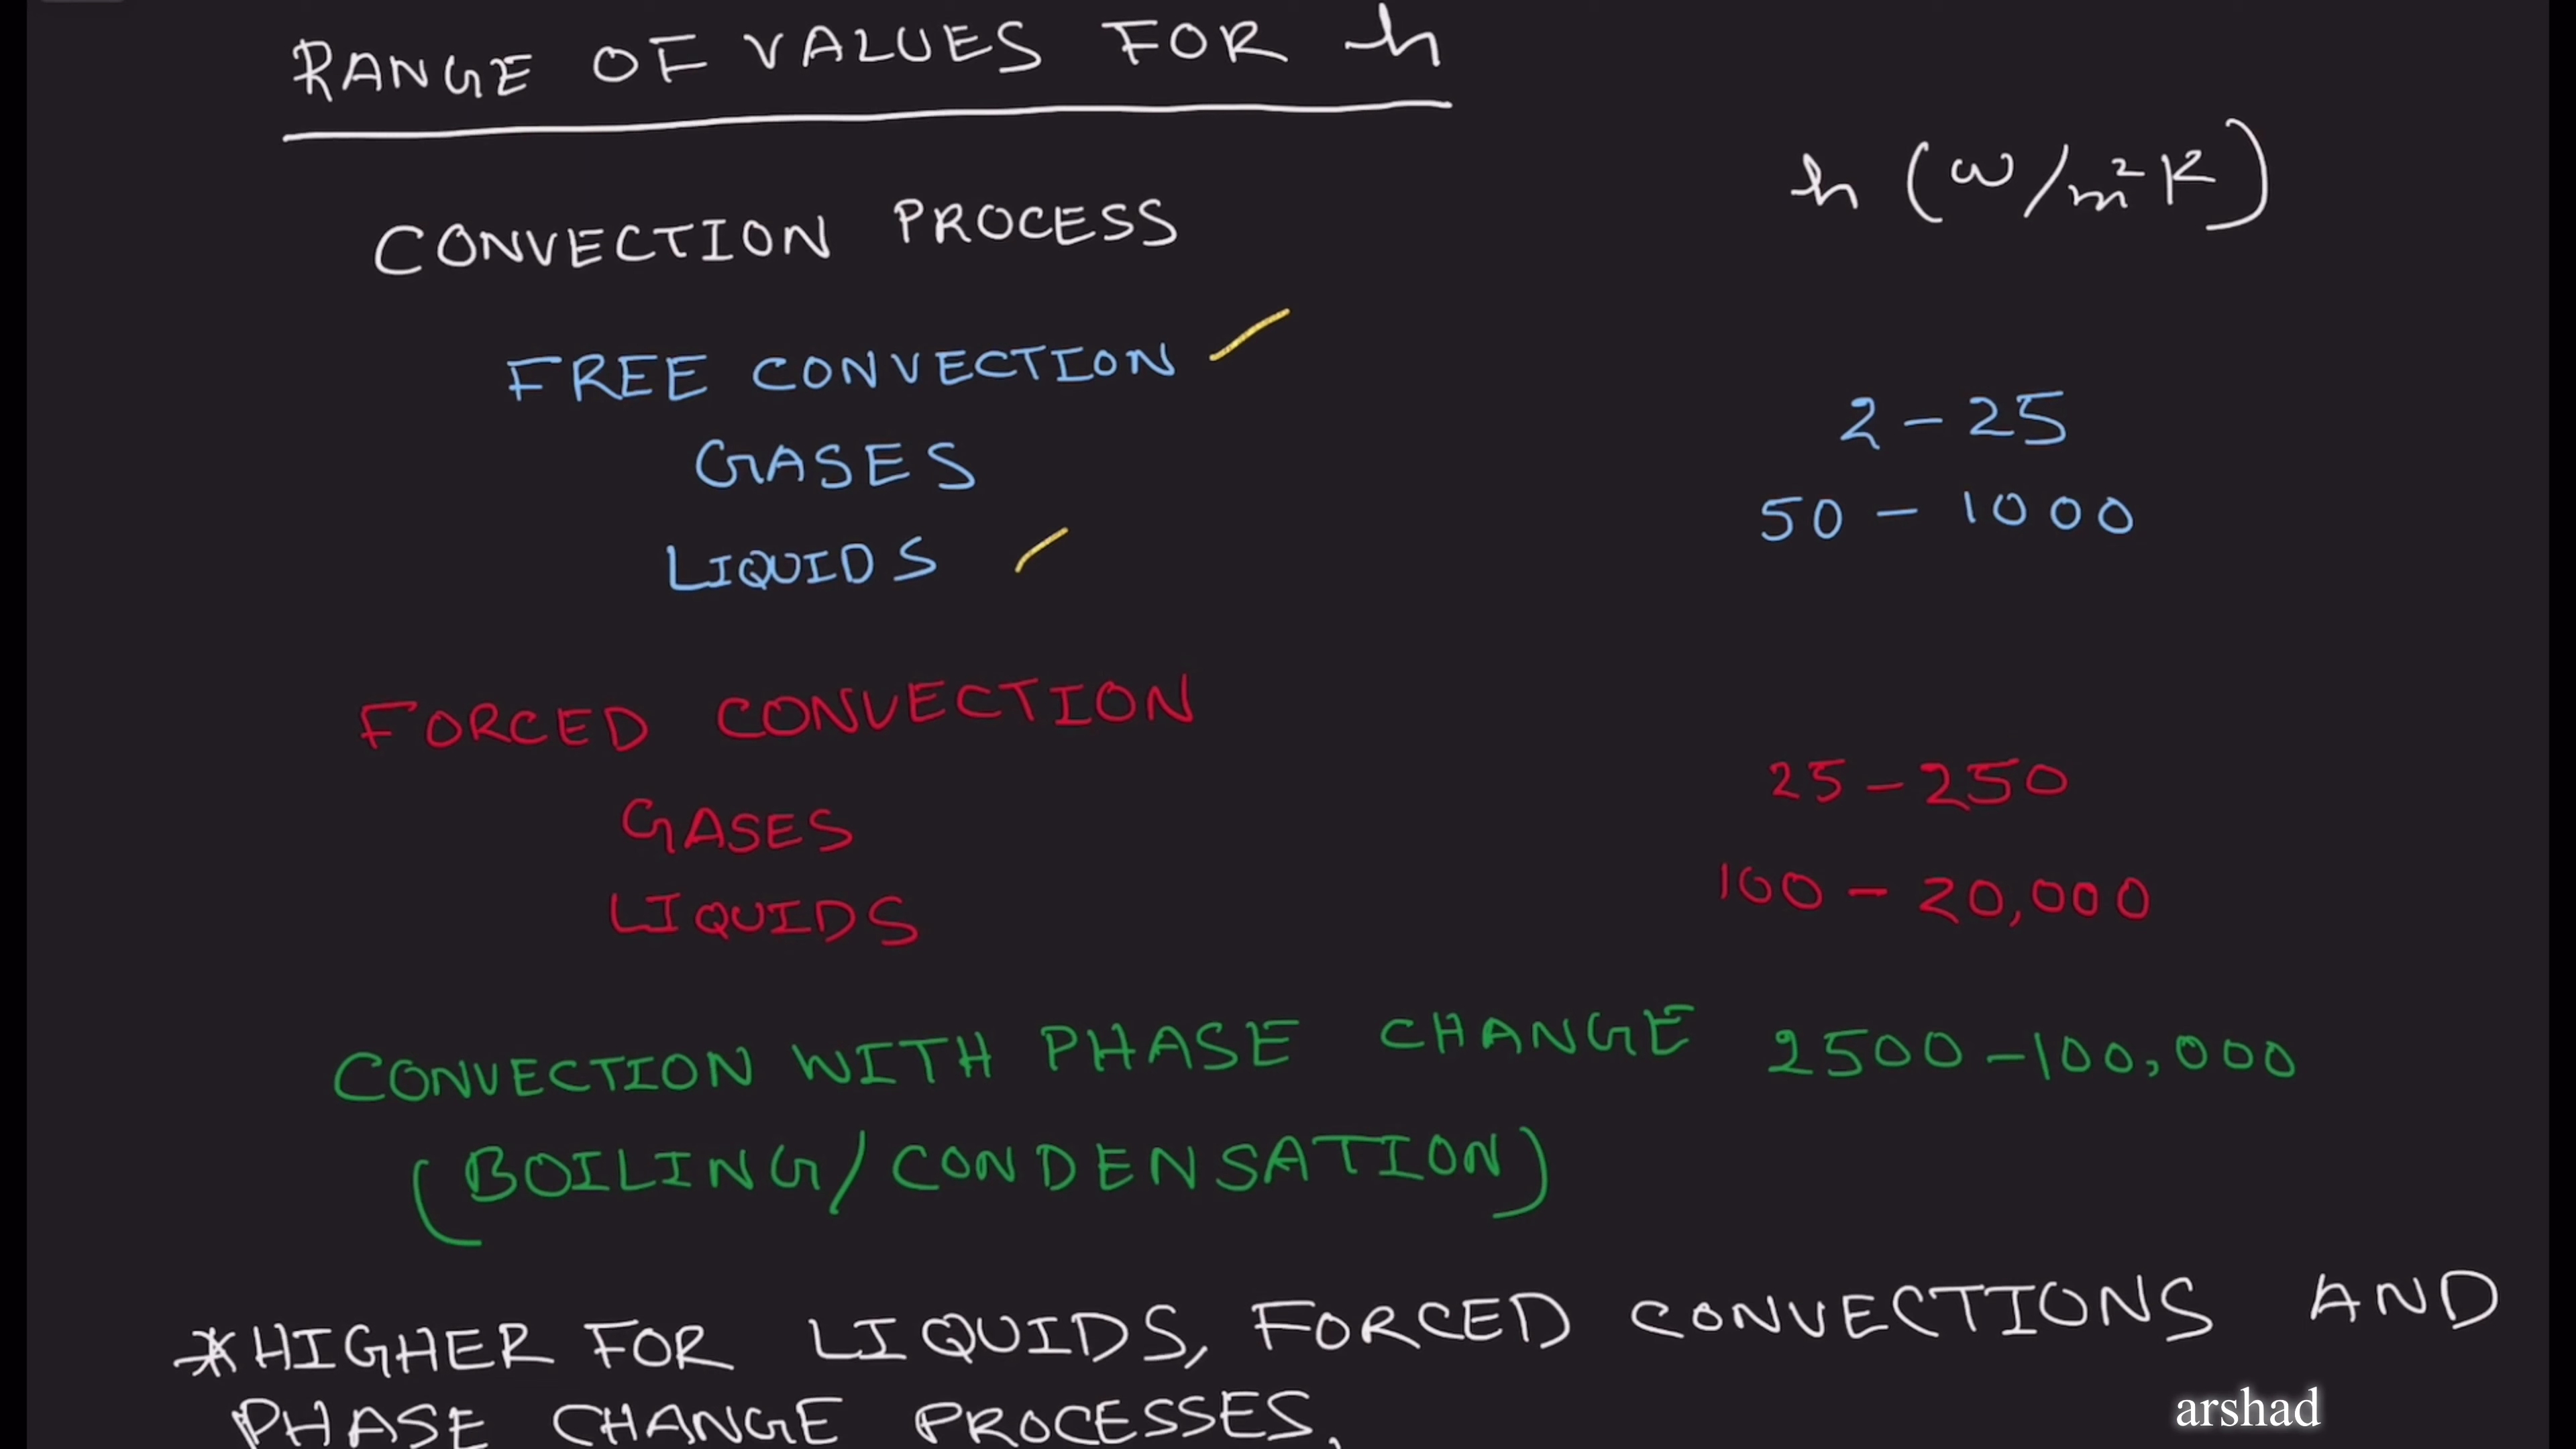 RANGE OF VALUES FOR h
CONVECTION PROCESS h (W/m²K)
FREE CONVECTION
GASES 2 - 25
LIQUIDS 50 - 1000
FORCED CONVECTION
GASES 25 - 250
LIQUIDS 100 - 20,000
CONVECTION WITH PHASE CHANGE 2500 - 100,000
(BOILING/CONDENSATION)
*HIGHER FOR LIQUIDS, FORCED CONVECTIONS AND
PHASE CHANGE PROCESSES.
arshad